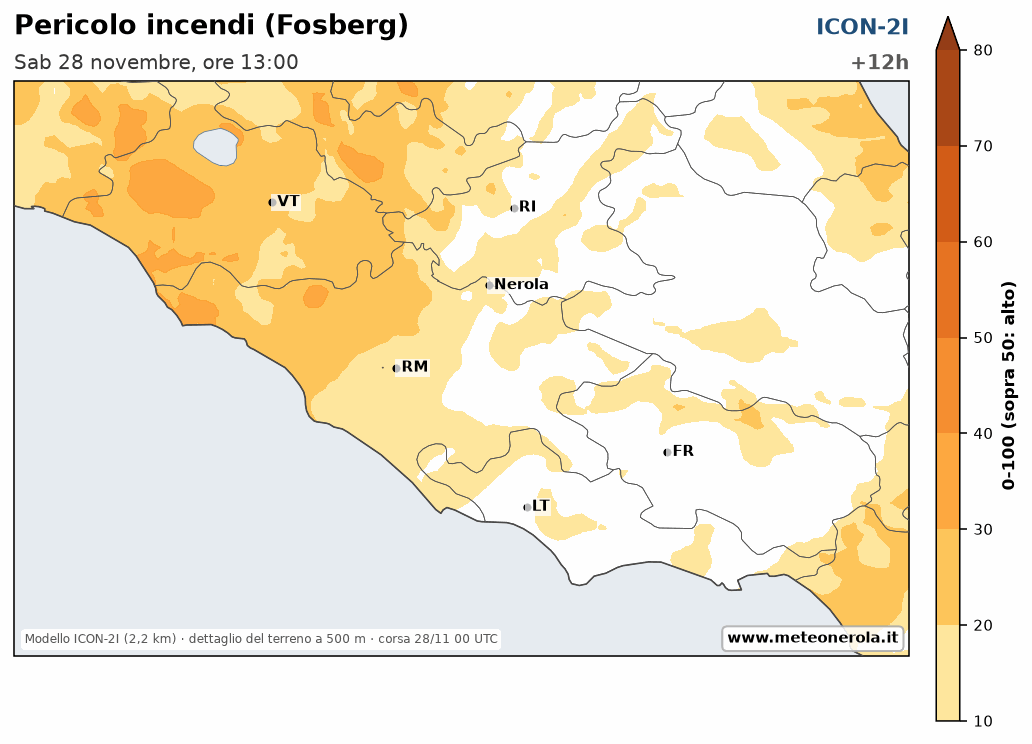 Pericolo incendi (Fosberg)
ICON-2I
Sab 28 novembre, ore 13:00
+12h
80
70
60
50
40
30
20
10
0-100 (sopra 50: alto)
VT
RI
Nerola
RM
FR
LT
Modello ICON-2I (2,2 km) · dettaglio del terreno a 500 m · corsa 28/11 00 UTC
www.meteonerola.it